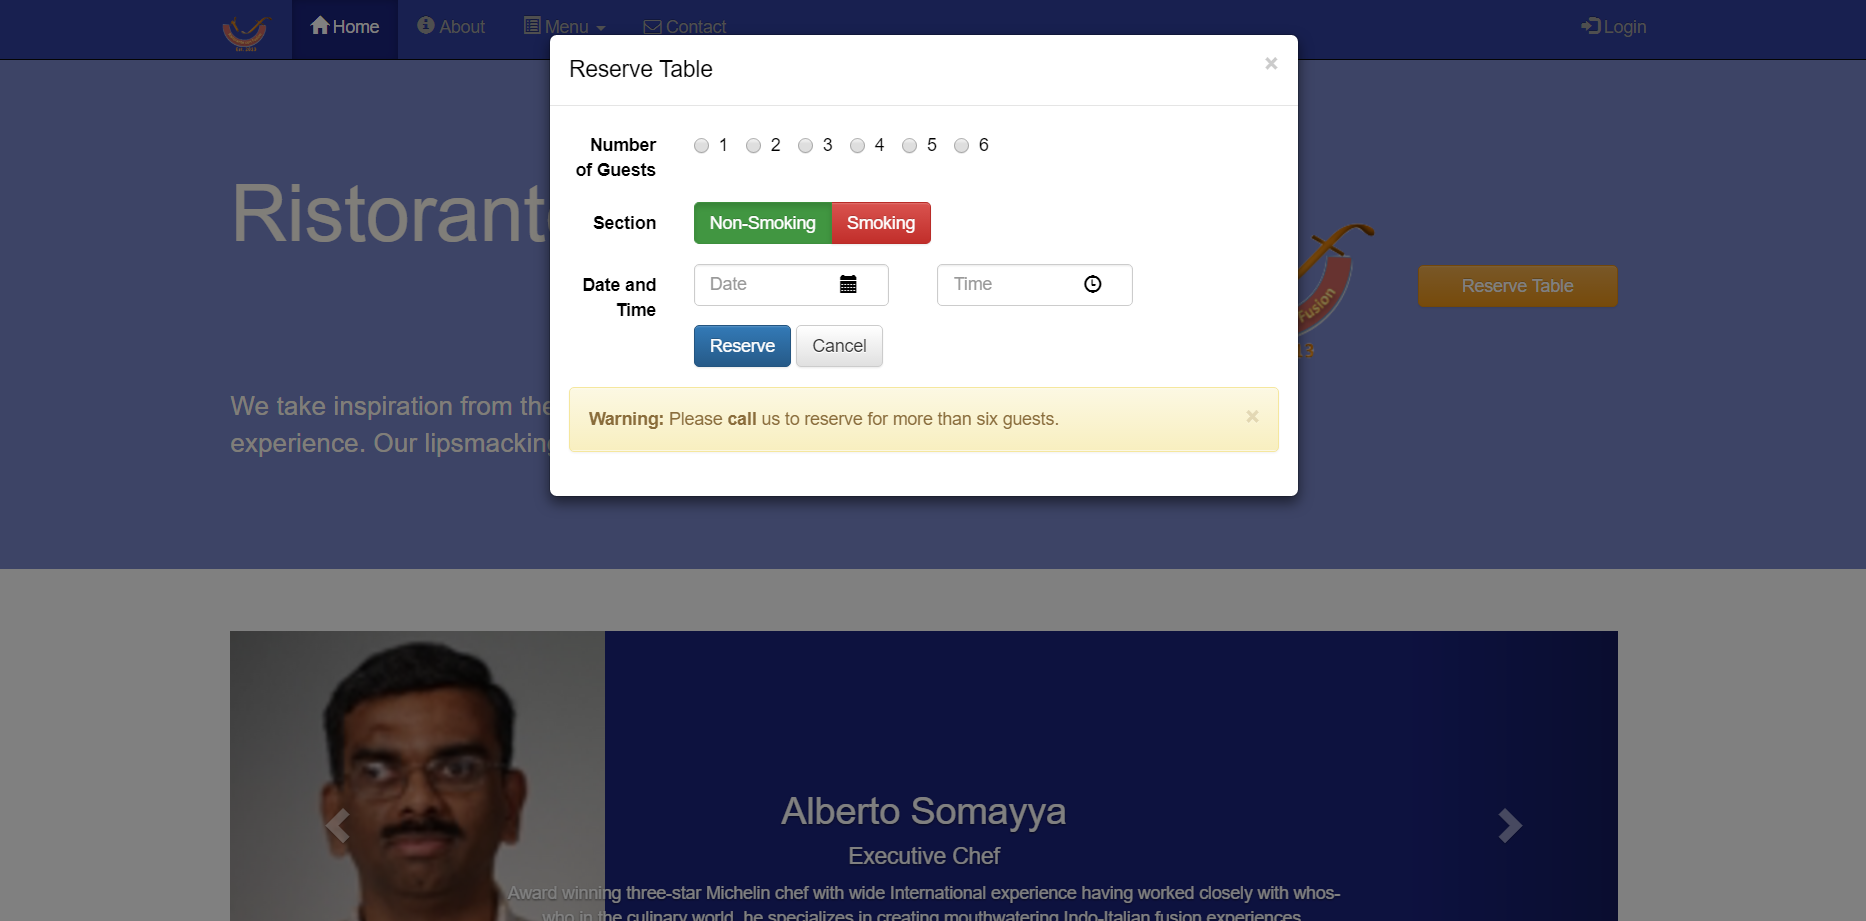 Home About Menu Contact Login
Reserve Table ×
Number 1 2 3 4 5 6
of Guests
Section Non-Smoking Smoking
Date and Date Time
Time
Reserve Cancel
Warning: Please call us to reserve for more than six guests. ×
Ristorant
Fusion
Reserve Table
We take inspiration from the
experience. Our lipsmacking
Alberto Somayya
Executive Chef
Award winning three-star Michelin chef with wide International experience having worked closely with whos-
who in the culinary world, he specializes in creating mouthwatering Indo-Italian fusion experiences.